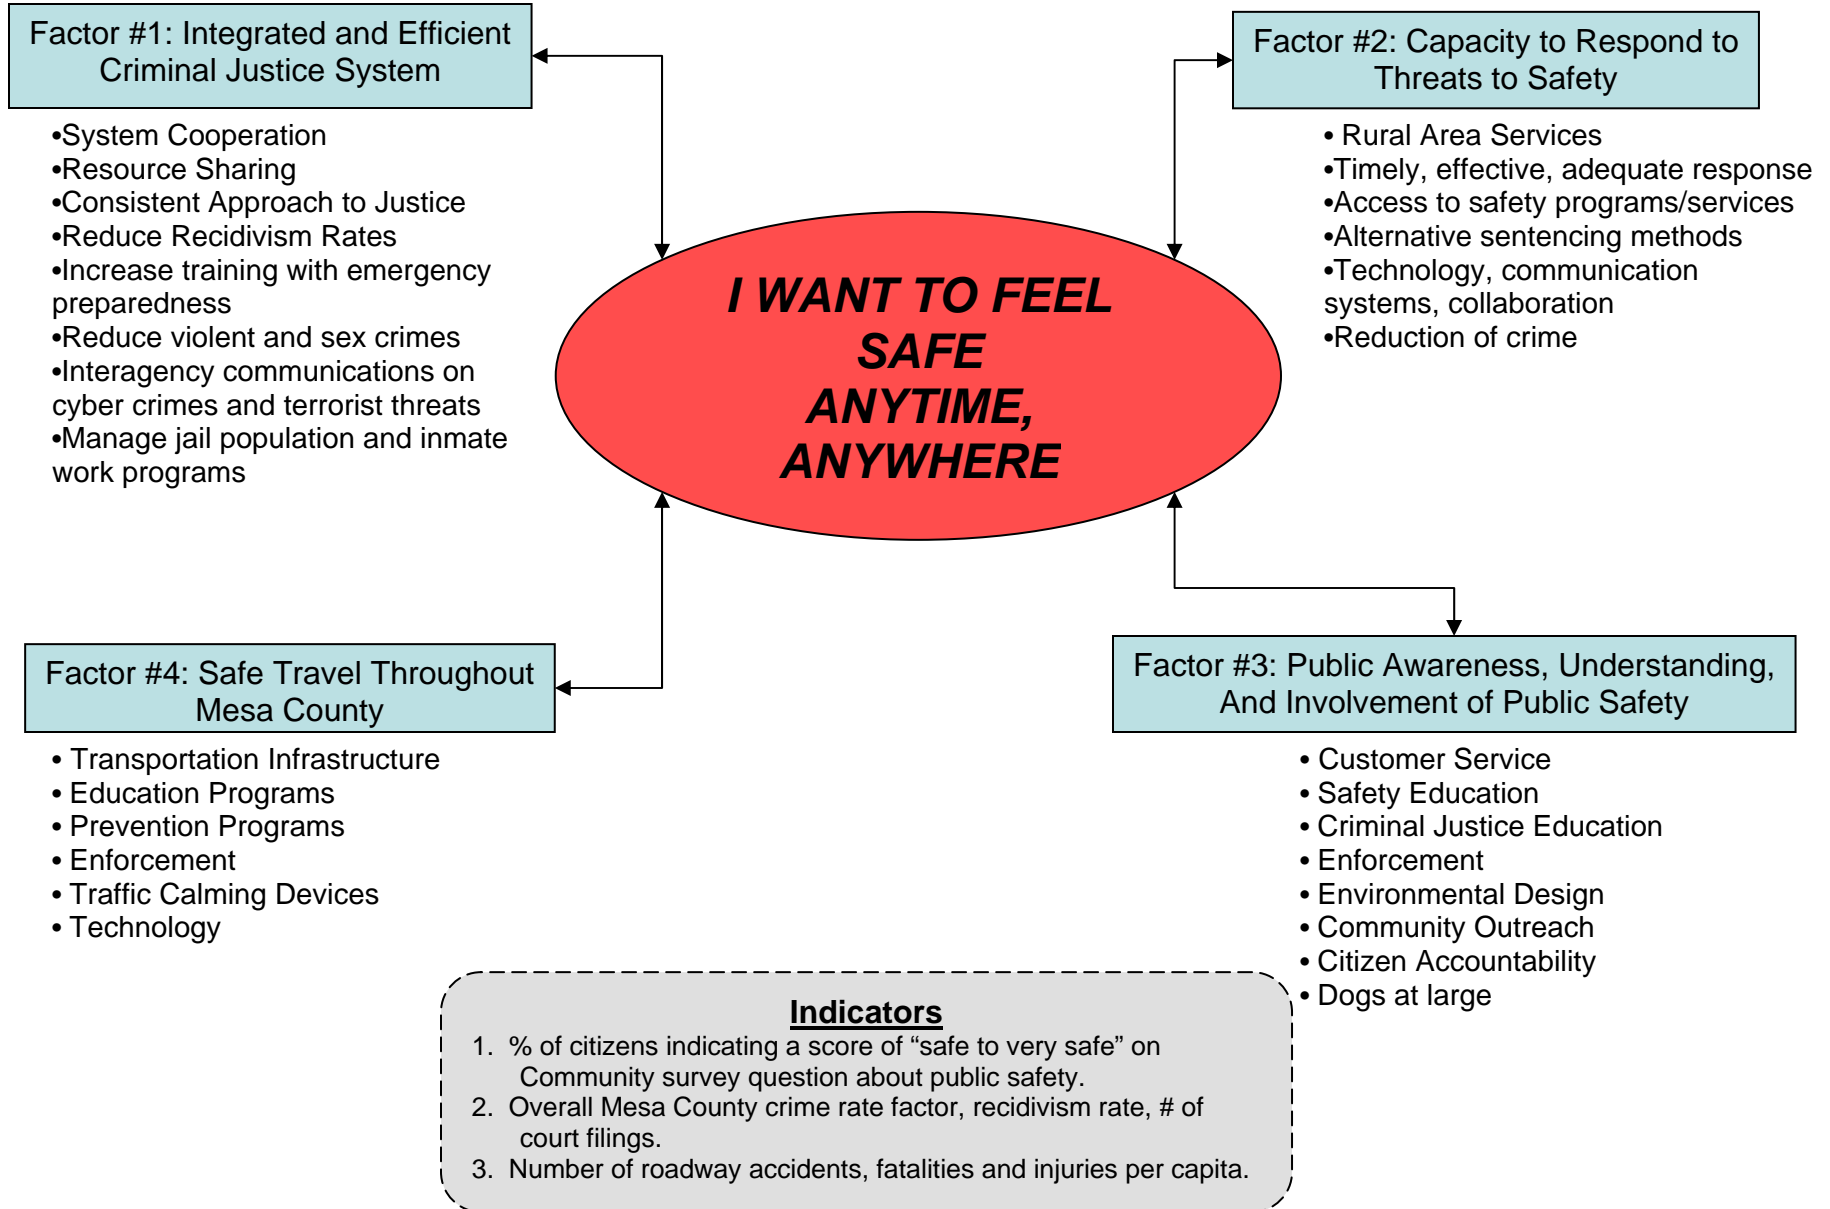 Factor #1: Integrated and Efficient
Criminal Justice System
•System Cooperation
•Resource Sharing
•Consistent Approach to Justice
•Reduce Recidivism Rates
•Increase training with emergency
preparedness
•Reduce violent and sex crimes
•Interagency communications on
cyber crimes and terrorist threats
•Manage jail population and inmate
work programs
Factor #2: Capacity to Respond to
Threats to Safety
• Rural Area Services
•Timely, effective, adequate response
•Access to safety programs/services
•Alternative sentencing methods
•Technology, communication
systems, collaboration
•Reduction of crime
I WANT TO FEEL
SAFE
ANYTIME,
ANYWHERE
Factor #4: Safe Travel Throughout
Mesa County
• Transportation Infrastructure
• Education Programs
• Prevention Programs
• Enforcement
• Traffic Calming Devices
• Technology
Factor #3: Public Awareness, Understanding,
And Involvement of Public Safety
• Customer Service
• Safety Education
• Criminal Justice Education
• Enforcement
• Environmental Design
• Community Outreach
• Citizen Accountability
• Dogs at large
Indicators
1. % of citizens indicating a score of “safe to very safe” on
Community survey question about public safety.
2. Overall Mesa County crime rate factor, recidivism rate, # of
court filings.
3. Number of roadway accidents, fatalities and injuries per capita.